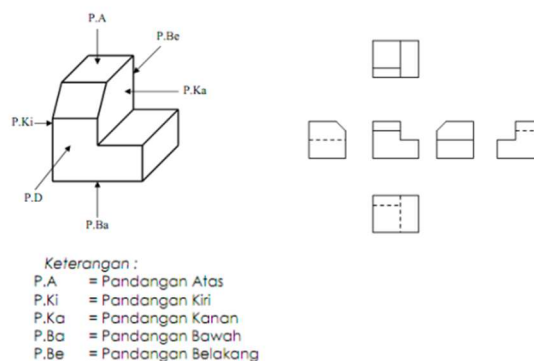 P.A
P.Be
P.Ka
P.Ki
P.D
P.Ba
Keterangan :
P.A = Pandangan Atas
P.Ki = Pandangan Kiri
P.Ka = Pandangan Kanan
P.Ba = Pandangan Bawah
P.Be = Pandangan Belakang